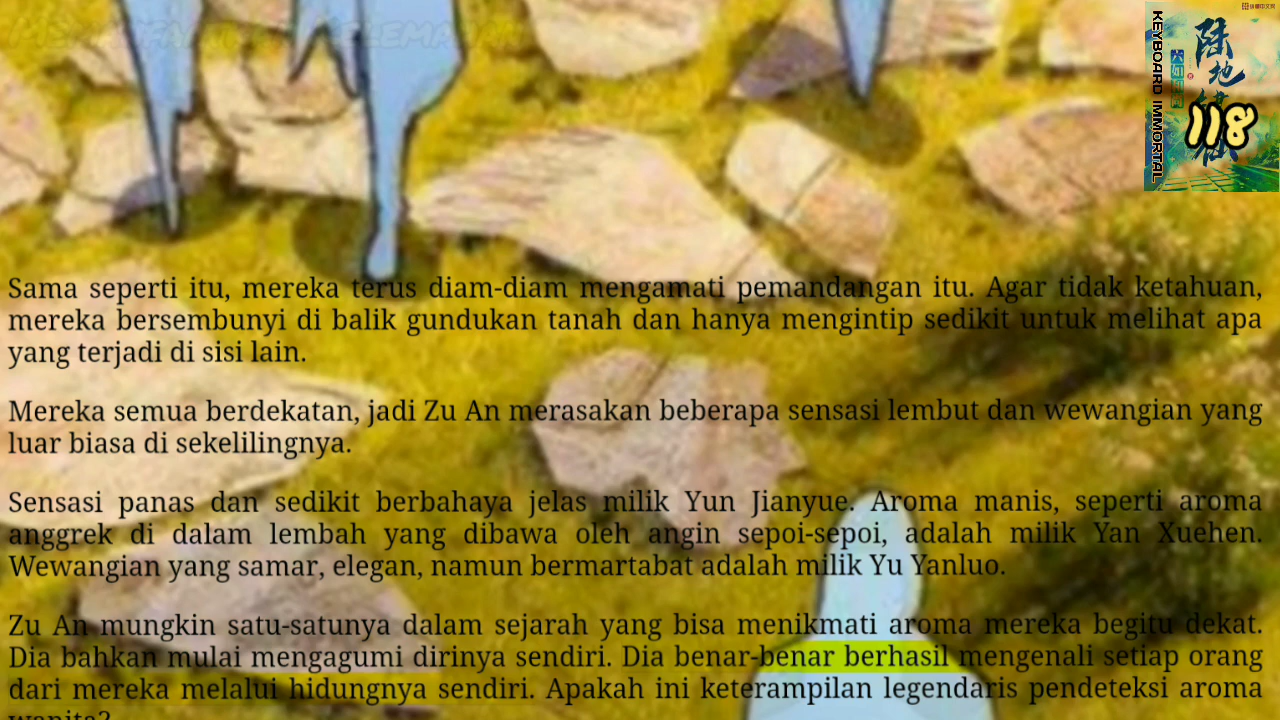 KEYBOARD IMMORTAL
陆地
118
Sama seperti itu, mereka terus diam-diam mengamati pemandangan itu. Agar tidak ketahuan,
mereka bersembunyi di balik gundukan tanah dan hanya mengintip sedikit untuk melihat apa
yang terjadi di sisi lain.
Mereka semua berdekatan, jadi Zu An merasakan beberapa sensasi lembut dan wewangian yang
luar biasa di sekelilingnya.
Sensasi panas dan sedikit berbahaya jelas milik Yun Jianyue. Aroma manis, seperti aroma
anggrek di dalam lembah yang dibawa oleh angin sepoi-sepoi, adalah milik Yan Xuehen.
Wewangian yang samar, elegan, namun bermartabat adalah milik Yu Yanluo.
Zu An mungkin satu-satunya dalam sejarah yang bisa menikmati aroma mereka begitu dekat.
Dia bahkan mulai mengagumi dirinya sendiri. Dia benar-benar berhasil mengenali setiap orang
dari mereka melalui hidungnya sendiri. Apakah ini keterampilan legendaris pendeteksi aroma
wanita?